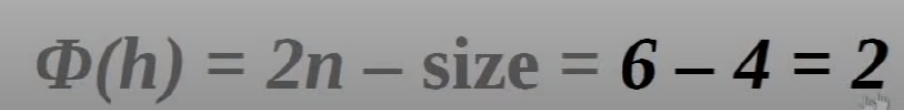 Φ(h) = 2n – size = 6 – 4 = 2